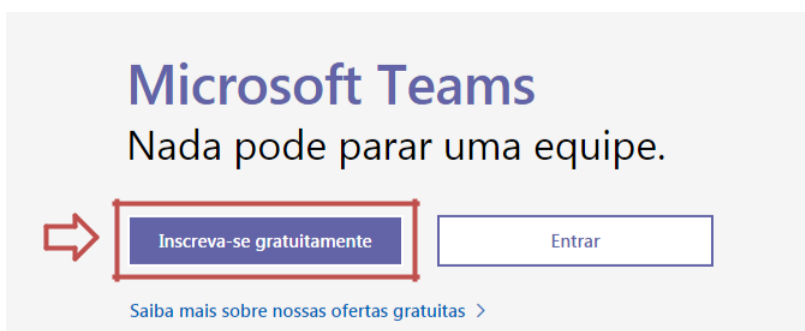 Microsoft Teams
Nada pode parar uma equipe.
Inscreva-se gratuitamente
Entrar
Saiba mais sobre nossas ofertas gratuitas >